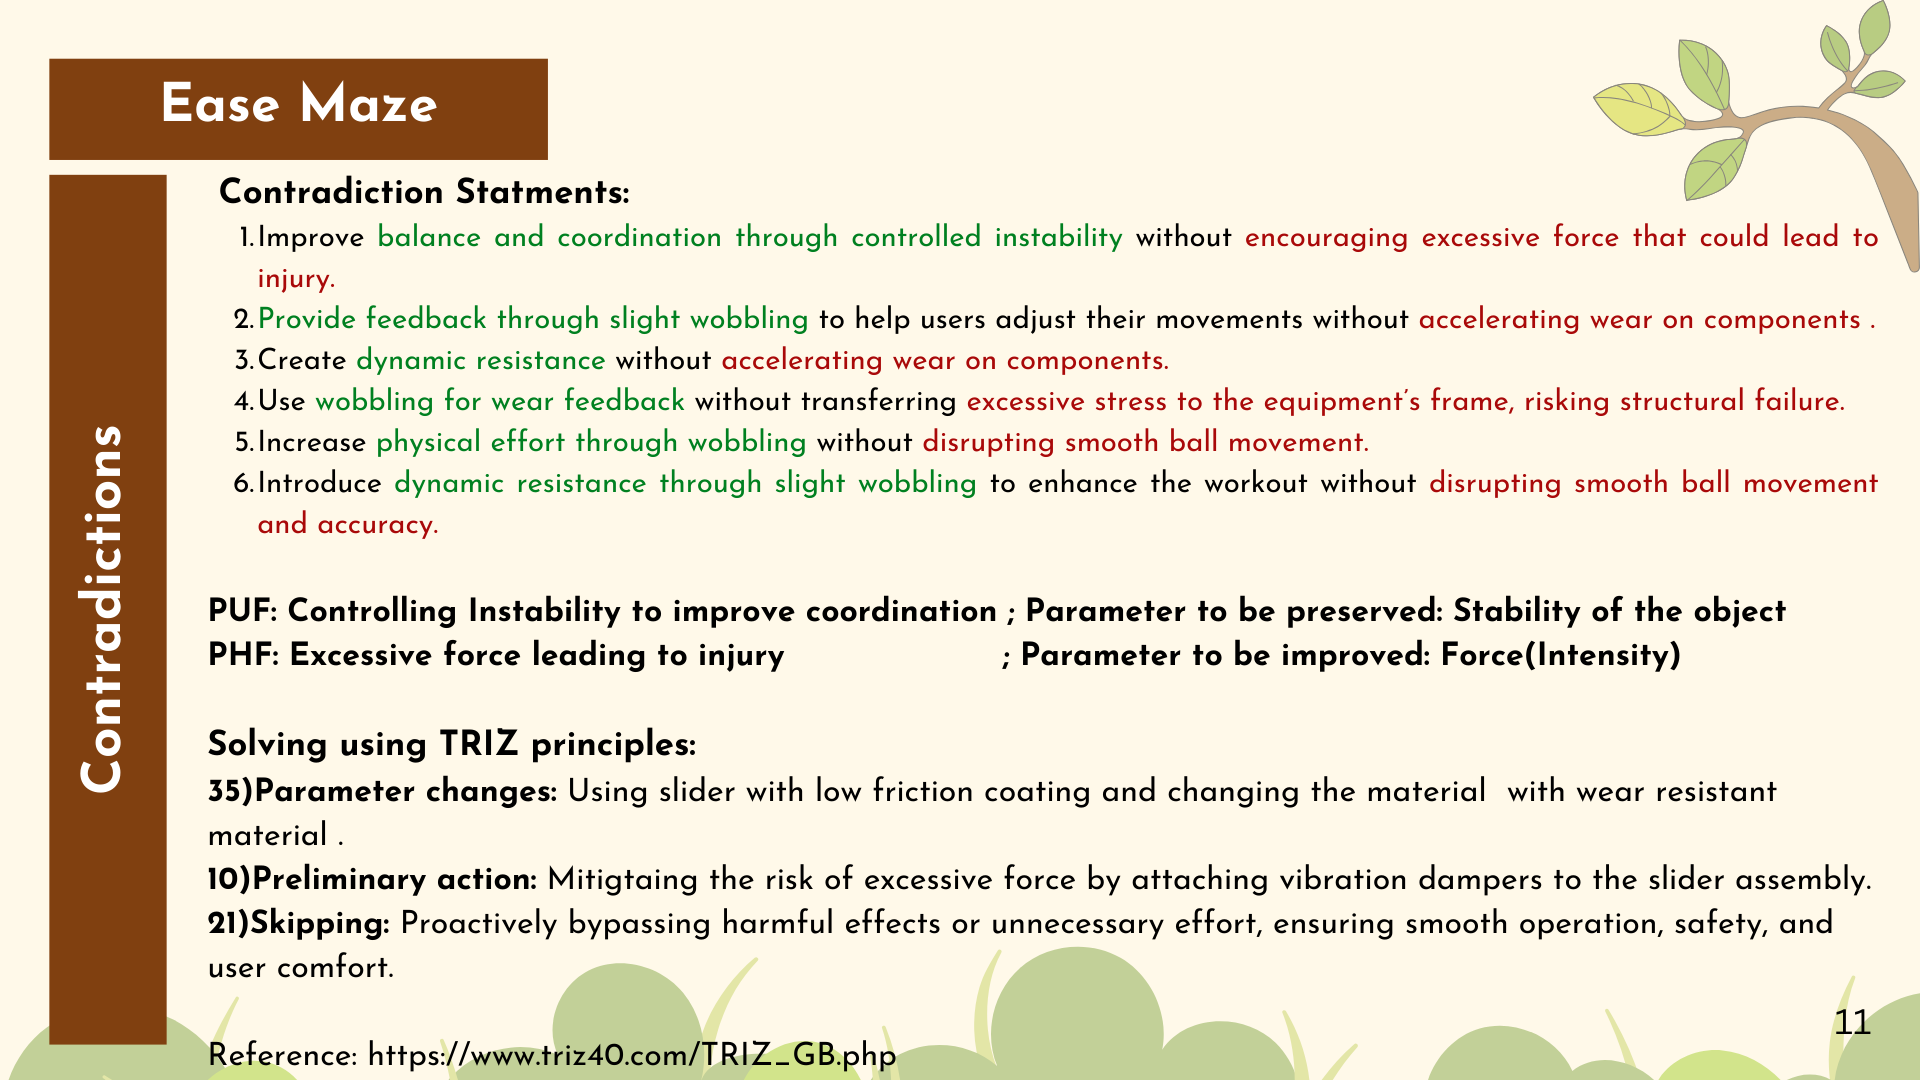 Ease Maze
Contradictions
Contradiction Statments:
1.Improve balance and coordination through controlled instability without encouraging excessive force that could lead to
injury.
2.Provide feedback through slight wobbling to help users adjust their movements without accelerating wear on components .
3.Create dynamic resistance without accelerating wear on components.
4.Use wobbling for wear feedback without transferring excessive stress to the equipment's frame, risking structural failure.
5.Increase physical effort through wobbling without disrupting smooth ball movement.
6.Introduce dynamic resistance through slight wobbling to enhance the workout without disrupting smooth ball movement
and accuracy.
PUF: Controlling Instability to improve coordination ; Parameter to be preserved: Stability of the object
PHF: Excessive force leading to injury ; Parameter to be improved: Force(Intensity)
Solving using TRIZ principles:
35)Parameter changes: Using slider with low friction coating and changing the material with wear resistant
material .
10)Preliminary action: Mitigtaing the risk of excessive force by attaching vibration dampers to the slider assembly.
21)Skipping: Proactively bypassing harmful effects or unnecessary effort, ensuring smooth operation, safety, and
user comfort.
Reference: https://www.triz40.com/TRIZ_GB.php
11